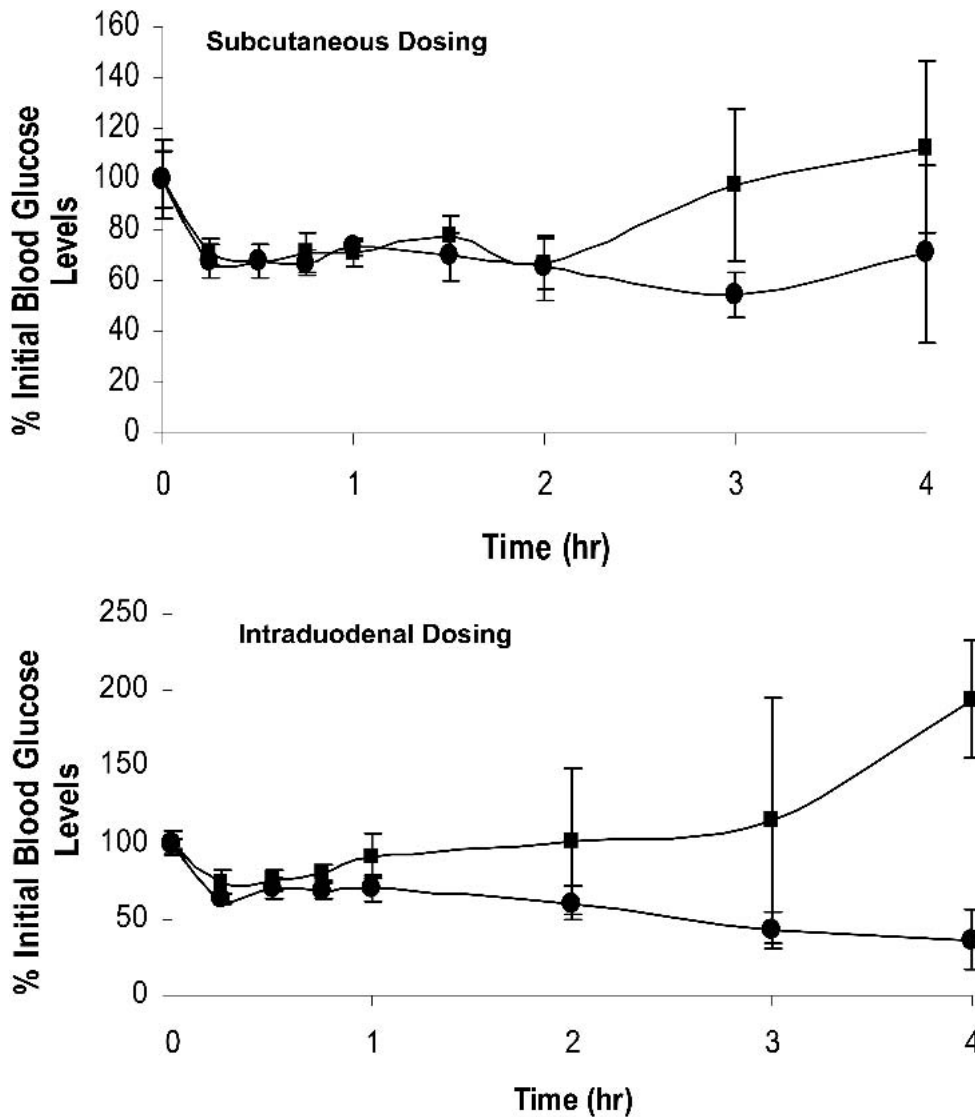 Subcutaneous Dosing
% Initial Blood Glucose
Levels
160
140
120
100
80
60
40
20
0
0 1 2 3 4
Time (hr)
Intraduodenal Dosing
% Initial Blood Glucose
Levels
250
200
150
100
50
0
0 1 2 3 4
Time (hr)